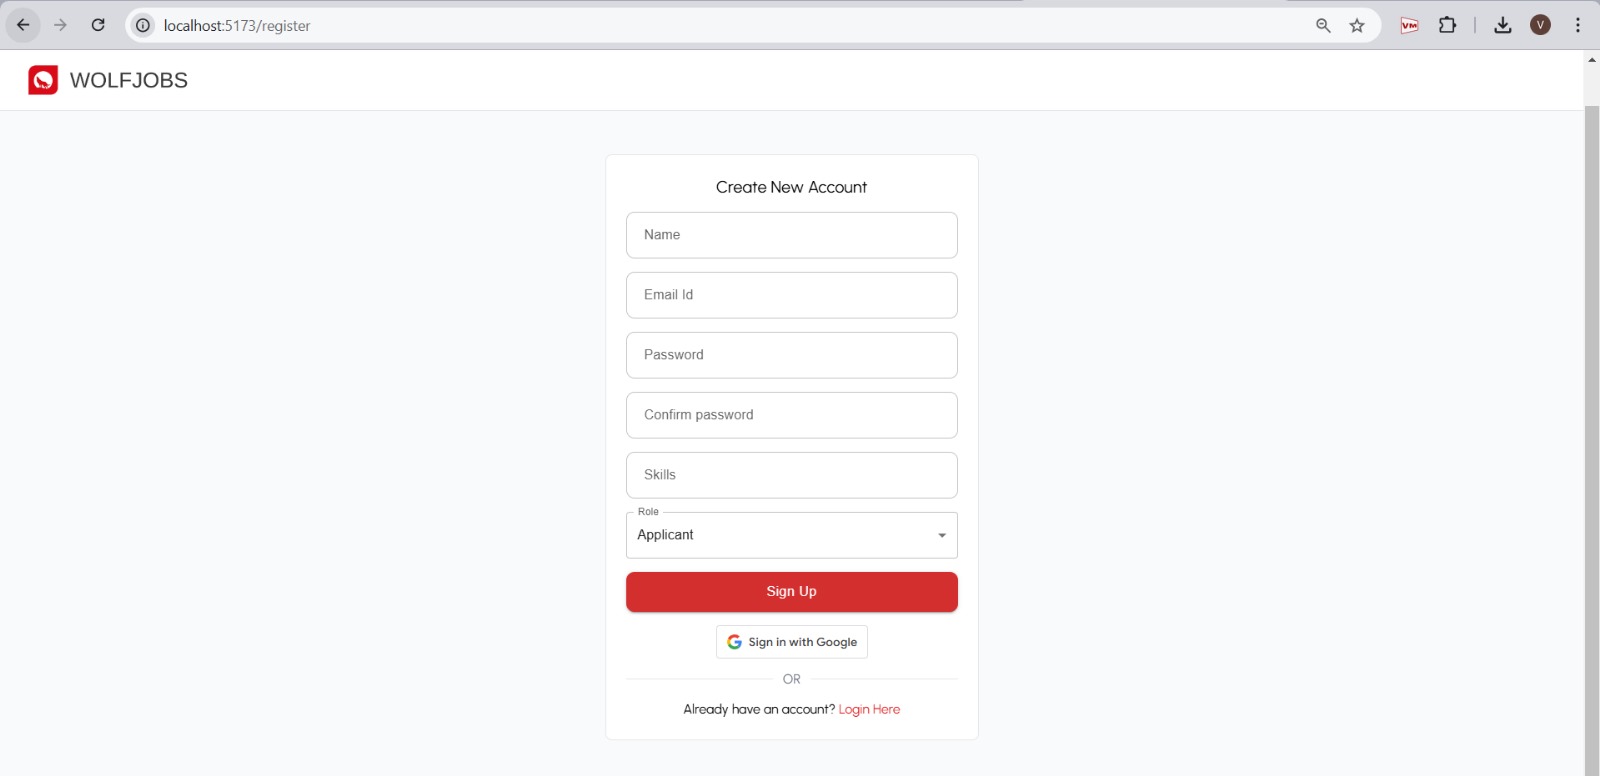 localhost:5173/register
VM
V
WOLFJOBS
Create New Account
Name
Email Id
Password
Confirm password
Skills
Role
Applicant
Sign Up
Sign in with Google
OR
Already have an account? Login Here